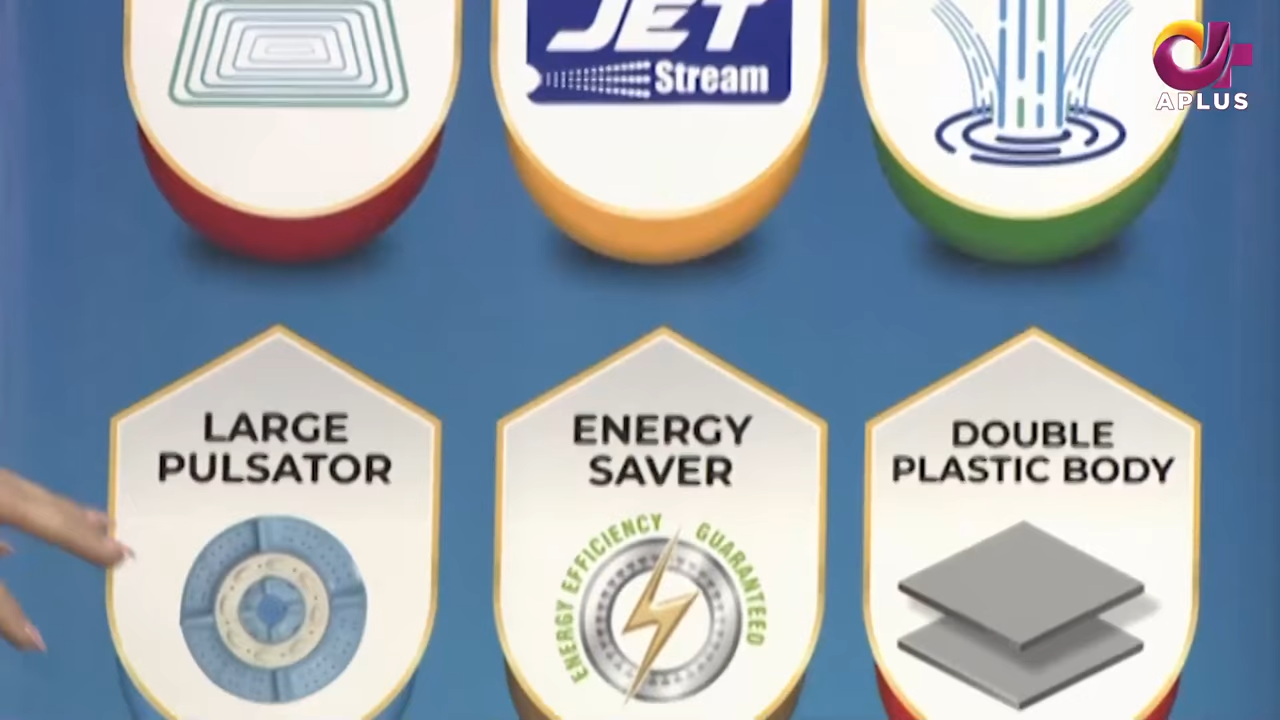 JET
Stream
APLUS
LARGE
PULSATOR
ENERGY
SAVER
ENERGY EFFICIENCY GUARANTEED
DOUBLE
PLASTIC BODY